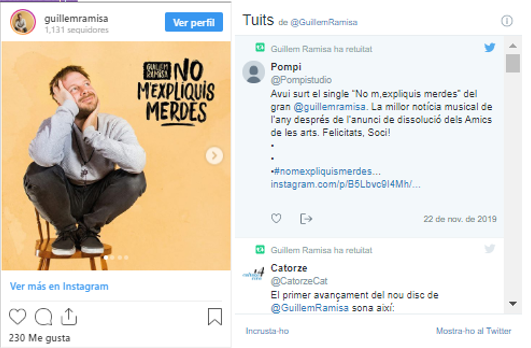 guillemramisa
1,131 seguidores
Ver perfil
GUILLEM
RAMISA
NO
M'EXPLIQUIS
MERDES
Ver más en Instagram
230 Me gusta
Tuits de @GuillemRamisa
Guillem Ramisa ha retuitat
Pompi
@Pompistudio
Avui surt el single "No m,expliquis merdes" del
gran @guillemramisa. La millor notícia musical de
l'any després de l'anunci de dissolució dels Amics
de les arts. Felicitats, Soci!
•
•
•#nomexpliquismerdes...
instagram.com/p/B5Lbvc9I4Mh/...
22 de nov. de 2019
Guillem Ramisa ha retuitat
Catorze
@CatorzeCat
El primer avançament del nou disc de
@GuillemRamisa sona així:
Incrusta-ho
Mostra-ho al Twitter